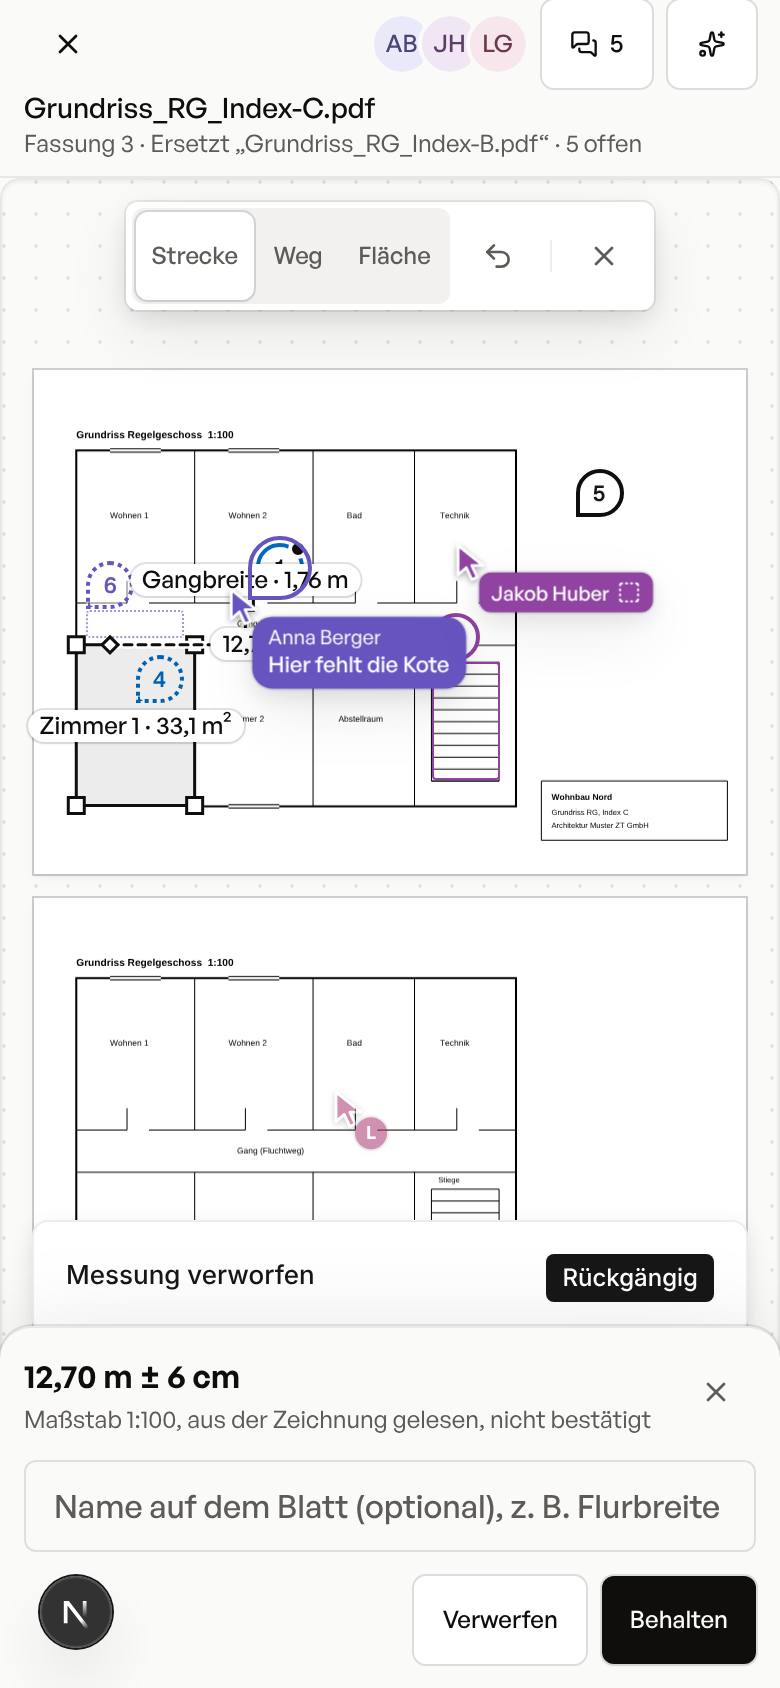 AB JH LG 5
Grundriss_RG_Index-C.pdf
Fassung 3 · Ersetzt „Grundriss_RG_Index-B.pdf“ · 5 offen
Strecke Weg Fläche
Grundriss Regelgeschoss 1:100
5
Wohnen 1 Wohnen 2 Bad Technik
6 Gangbreite · 1,76 m
Jakob Huber
Anna Berger
Hier fehlt die Kote
12,
4
Zimmer 1 · 33,1 m²
mer 2 Abstellraum
Wohnbau Nord
Grundriss RG, Index C
Architektur Muster ZT GmbH
Grundriss Regelgeschoss 1:100
Wohnen 1 Wohnen 2 Bad Technik
L
Gang (Fluchtweg)
Stiege
Messung verworfen Rückgängig
12,70 m ± 6 cm
Maßstab 1:100, aus der Zeichnung gelesen, nicht bestätigt
Name auf dem Blatt (optional), z. B. Flurbreite
N Verwerfen Behalten